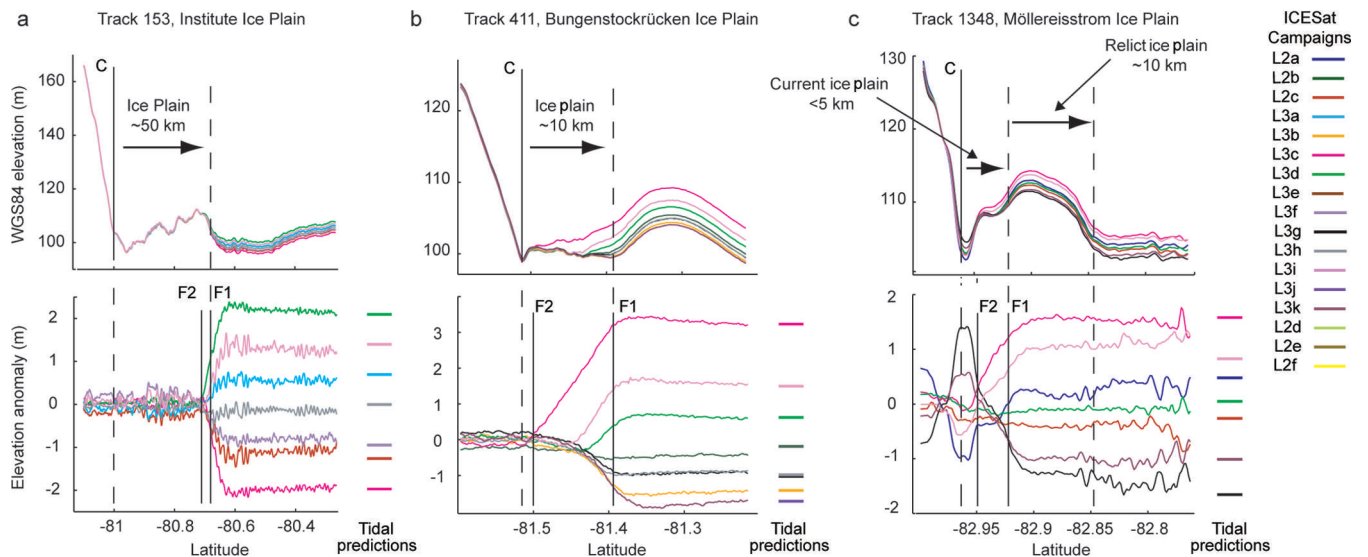 a Track 153, Institute Ice Plain
b Track 411, Bungenstockrücken Ice Plain
c Track 1348, Möllereisstrom Ice Plain
ICESat
Campaigns
L2a
L2b
L2c
L3a
L3b
L3c
L3d
L3e
L3f
L3g
L3h
L3i
L3j
L3k
L2d
L2e
L2f
WGS84 elevation (m)
160
140
120
100
C
Ice Plain
~50 km
120
110
100
C
Ice plain
~10 km
130
120
110
C
Current ice plain
<5 km
Relict ice plain
~10 km
Elevation anomaly (m)
2
1
0
-1
-2
F2 F1
-81 -80.8 -80.6 -80.4
Latitude
Tidal
predictions
3
2
1
0
-1
F2 F1
-81.5 -81.4 -81.3
Latitude
Tidal
predictions
2
1
0
-1
-2
F2 F1
-82.95 -82.9 -82.85 -82.8
Latitude
Tidal
predictions